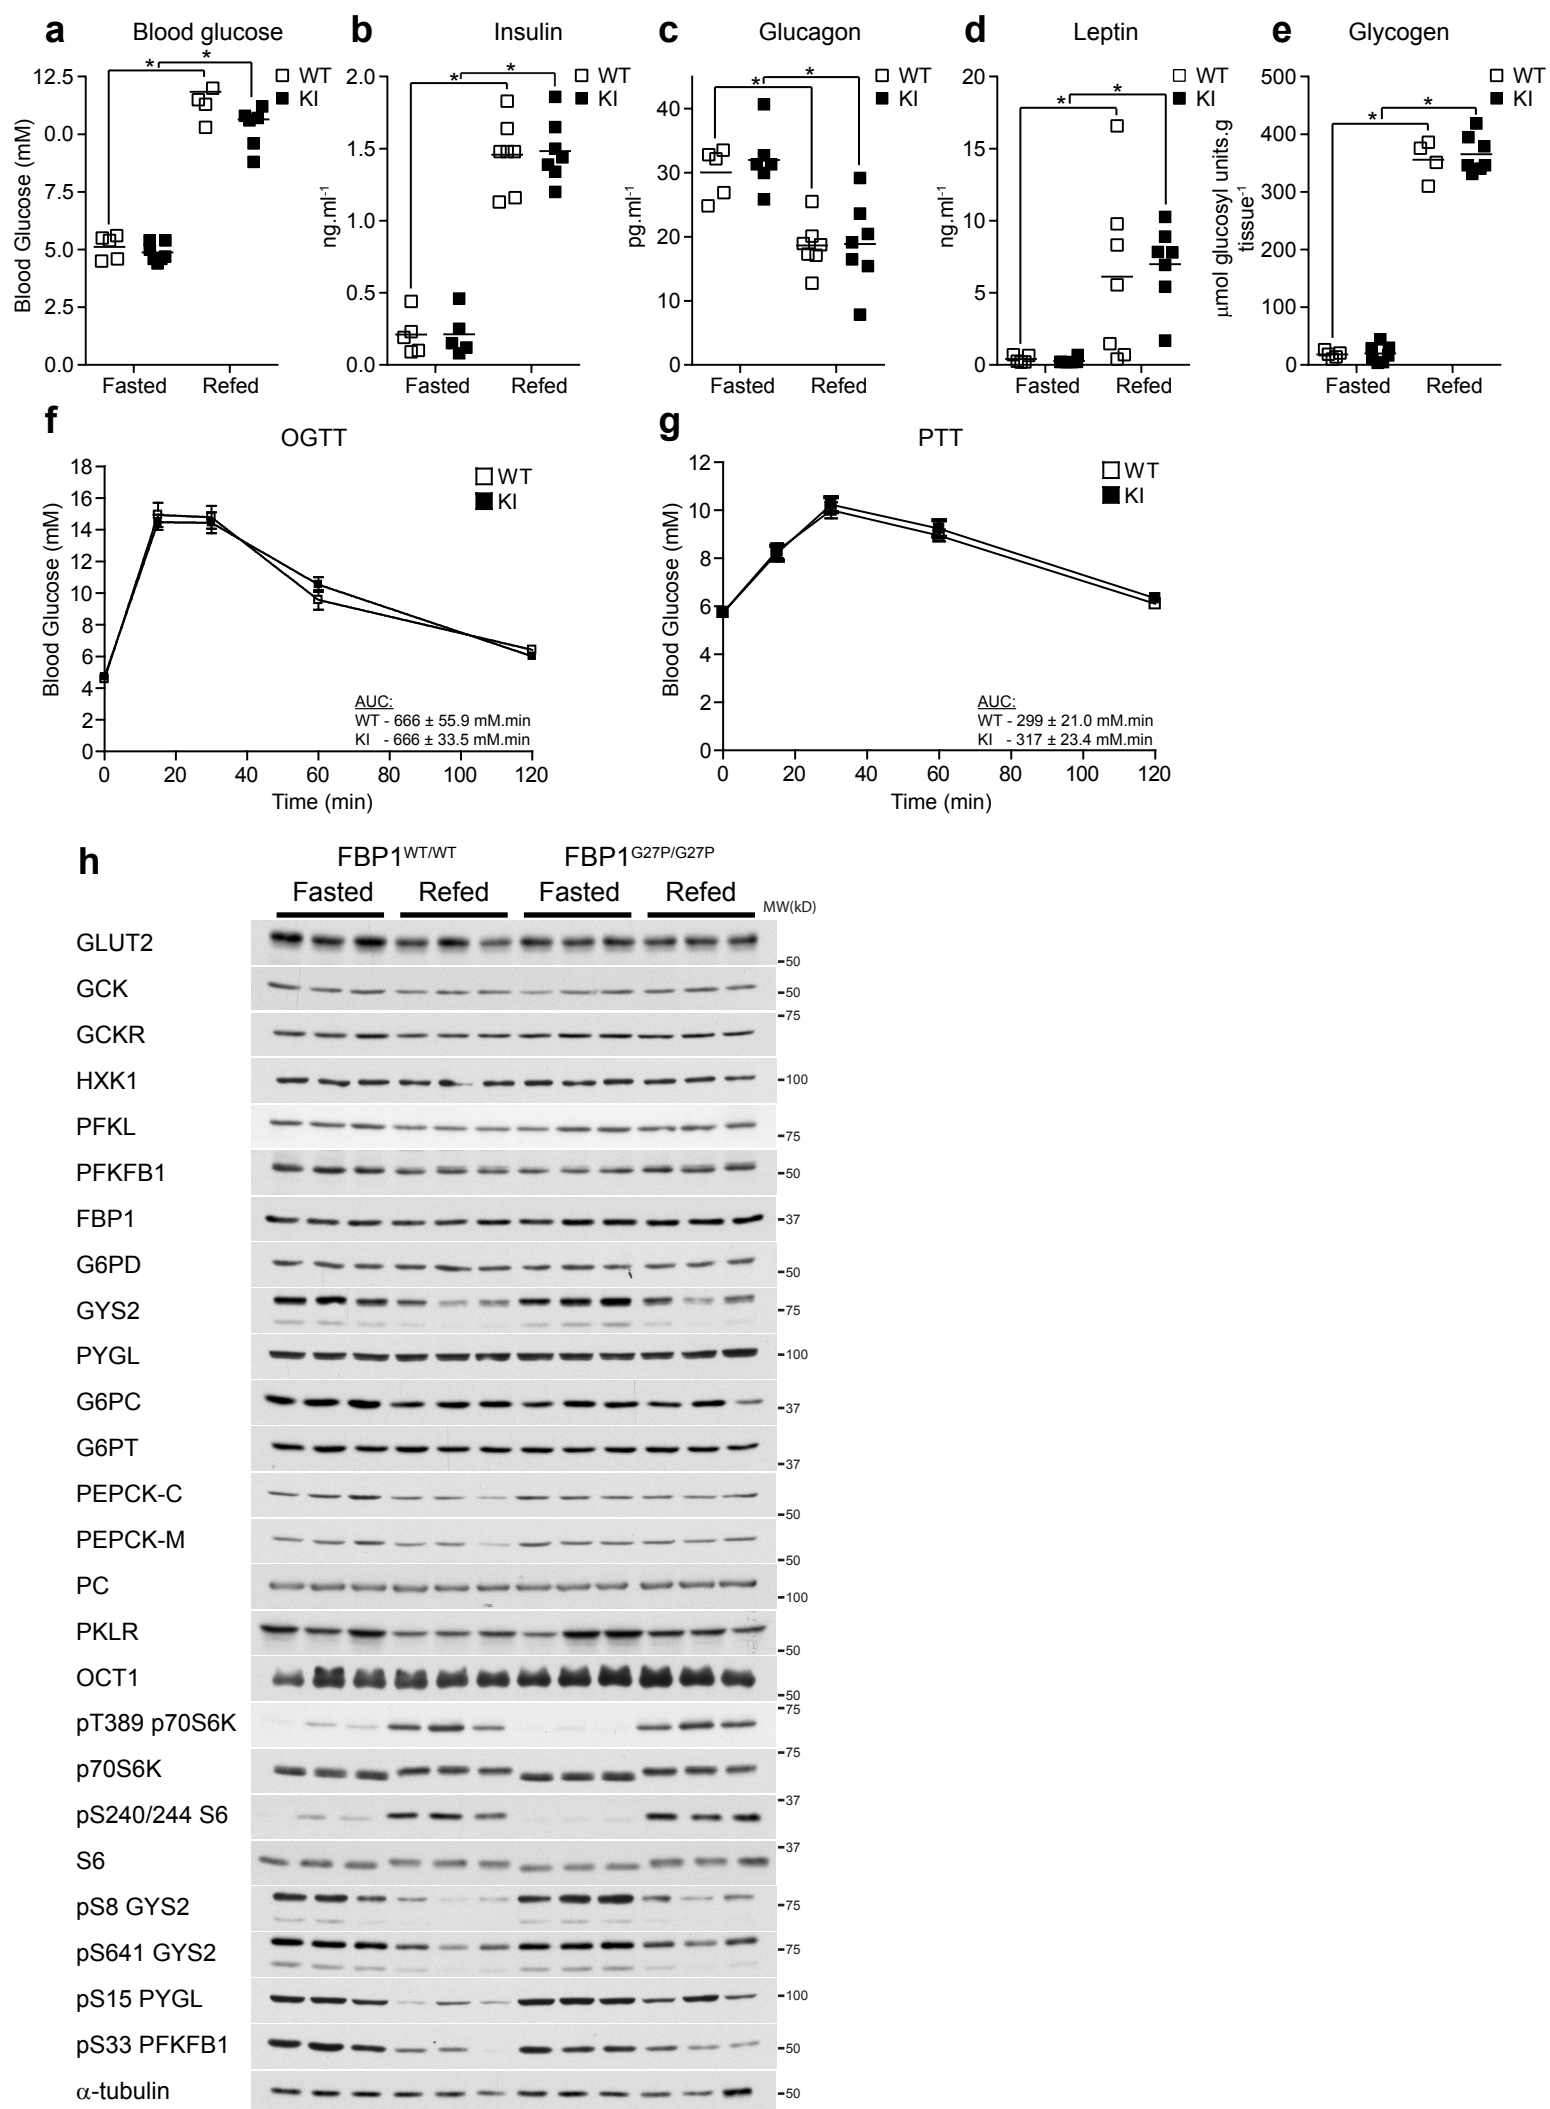 a Blood glucose
Blood Glucose (mM)
12.5
0.0
7.5
5.0
2.5
0.0
* *
WT
KI
Fasted Refed
b Insulin
ng.ml-1
2.0
1.5
1.0
0.5
0.0
* *
WT
KI
Fasted Refed
c Glucagon
pg.ml-1
40
30
20
10
0
* *
WT
KI
Fasted Refed
d Leptin
ng.ml-1
20
15
10
5
0
* *
WT
KI
Fasted Refed
e Glycogen
µmol glucosyl units.g
tissue-1
500
400
300
200
100
0
* *
WT
KI
Fasted Refed
f OGTT
Blood Glucose (mM)
18
16
14
12
10
8
6
4
2
0
WT
KI
AUC:
WT - 666 ± 55.9 mM.min
KI - 666 ± 33.5 mM.min
0 20 40 60 80 100 120
Time (min)
g PTT
Blood Glucose (mM)
12
10
8
6
4
2
0
WT
KI
AUC:
WT - 299 ± 21.0 mM.min
KI - 317 ± 23.4 mM.min
0 20 40 60 80 100 120
Time (min)
h FBP1WT/WT FBP1G27P/G27P
Fasted Refed Fasted Refed MW(kD)
GLUT2 50
GCK 50
75
GCKR
HXK1 100
PFKL 75
PFKFB1 50
FBP1 37
G6PD 50
GYS2 75
PYGL 100
G6PC 37
G6PT 37
PEPCK-C 50
PEPCK-M 50
PC 100
PKLR 50
OCT1 50
75
pT389 p70S6K
75
p70S6K
37
pS240/244 S6
37
S6
pS8 GYS2 75
pS641 GYS2 75
pS15 PYGL 100
pS33 PFKFB1 50
α-tubulin 50